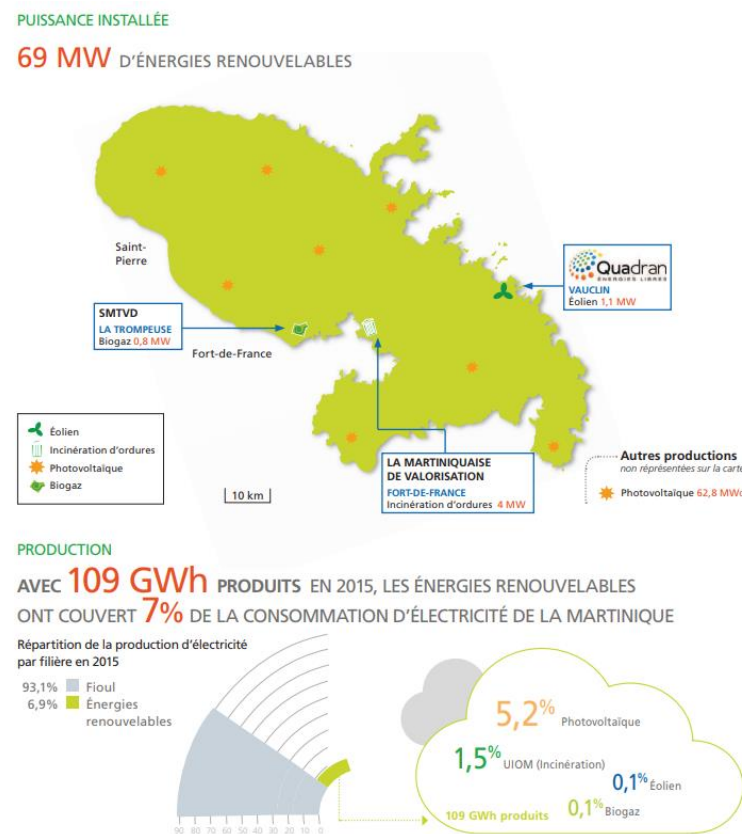 PUISSANCE INSTALLÉE
69 MW D'ÉNERGIES RENOUVELABLES
Saint-
Pierre
Quadran
ÉNERGIES LIBRES
VAUCLIN
Éolien 1,1 MW
SMTVD
LA TROMPEUSE
Biogaz 0,8 MW
Fort-de-France
Éolien
Incinération d'ordures
Photovoltaïque
Biogaz
10 km
LA MARTINIQUAISE
DE VALORISATION
FORT-DE-FRANCE
Incinération d'ordures 4 MW
Autres productions
non réprésentées sur la carte
Photovoltaïque 62,8 MWc
PRODUCTION
AVEC 109 GWh PRODUITS EN 2015, LES ÉNERGIES RENOUVELABLES
ONT COUVERT 7% DE LA CONSOMMATION D'ÉLECTRICITÉ DE LA MARTINIQUE
Répartition de la production d'électricité
par filière en 2015
93,1% Fioul
6,9% Énergies
renouvelables
90 80 70 60 50 40 30 20 10 0
5,2% Photovoltaïque
1,5% UIOM (Incinération)
0,1% Éolien
109 GWh produits
0,1% Biogaz